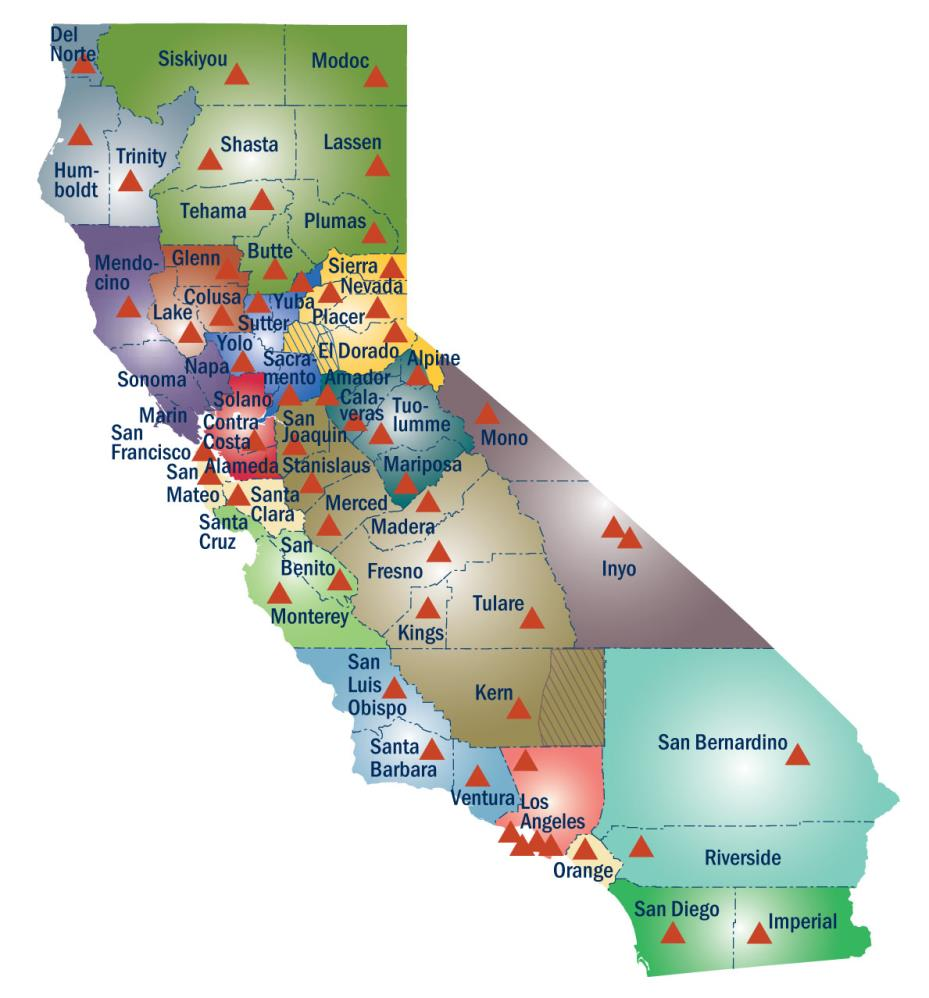 Del
Norte
Siskiyou
Modoc
Hum-
boldt
Trinity
Shasta
Lassen
Tehama
Plumas
Mendo-
cino
Glenn
Butte
Sierra
Nevada
Colusa
Yuba
Lake
Sutter
Placer
Yolo
El Dorado
Napa
Sacra-
mento
Amador
Alpine
Sonoma
Solano
Cala-
veras
Tuo-
lumme
Mono
Marin
Contra
Costa
San
Joaquin
San
Francisco
Alameda
Stanislaus
Mariposa
San
Mateo
Santa
Clara
Merced
Madera
Santa
Cruz
San
Benito
Fresno
Inyo
Monterey
Kings
Tulare
San
Luis
Obispo
Kern
Santa
Barbara
San Bernardino
Ventura
Los
Angeles
Orange
Riverside
San Diego
Imperial